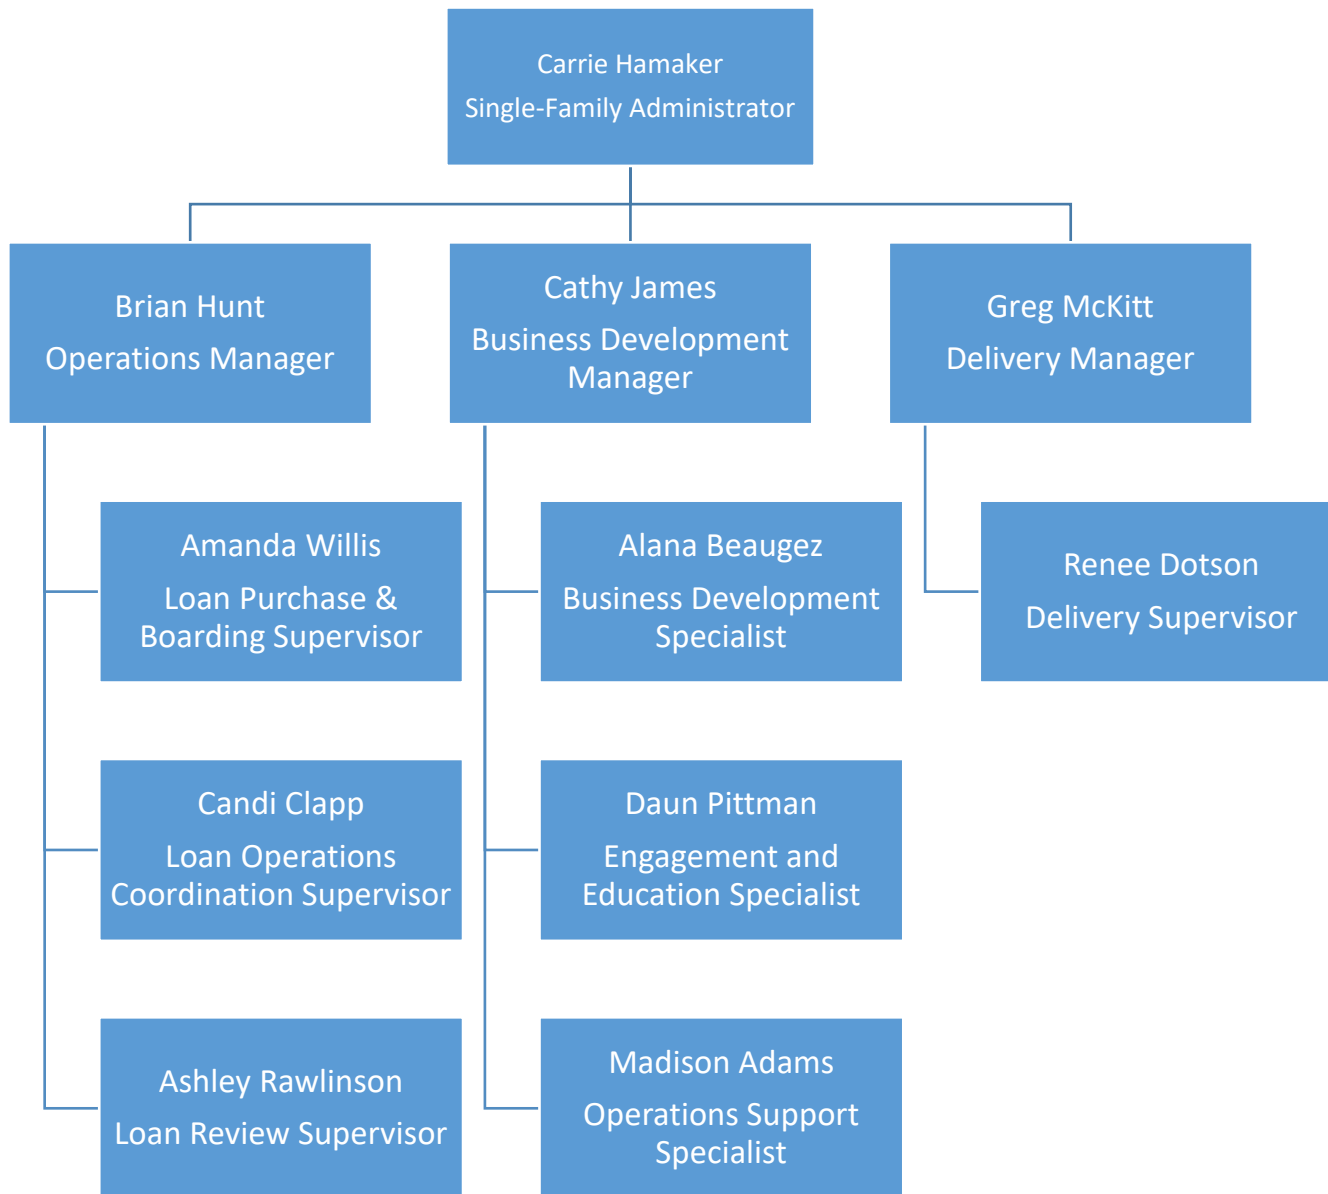 Carrie Hamaker
Single-Family Administrator
Brian Hunt
Operations Manager
Cathy James
Business Development
Manager
Greg McKitt
Delivery Manager
Amanda Willis
Loan Purchase &
Boarding Supervisor
Alana Beaugez
Business Development
Specialist
Renee Dotson
Delivery Supervisor
Candi Clapp
Loan Operations
Coordination Supervisor
Daun Pittman
Engagement and
Education Specialist
Ashley Rawlinson
Loan Review Supervisor
Madison Adams
Operations Support
Specialist